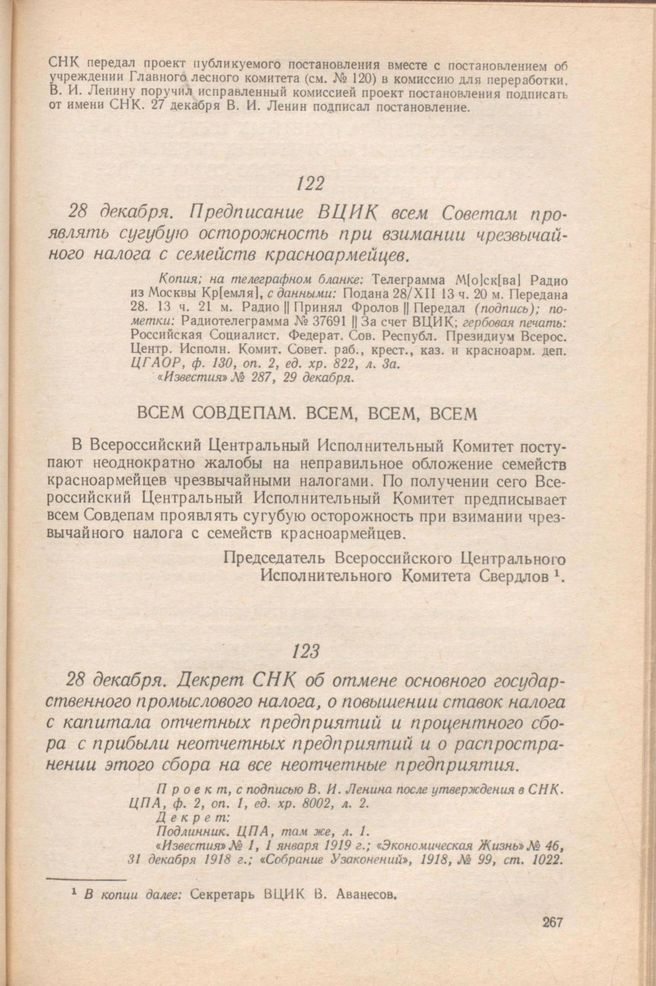 СНК передал проект публикуемого постановления вместе с постановлением об
учреждении Главного лесного комитета (см. № 120) в комиссию для переработки.
В. И. Ленину поручил исправленный комиссией проект постановления подписать
от имени СНК. 27 декабря В. И. Ленин подписал постановление.
122
28 декабря. Предписание ВЦИК всем Советам про-
являть сугубую осторожность при взимании чрезвычай-
ного налога с семейств красноармейцев.
Копия; на телеграфном бланке: Телеграмма М[о]ск[ва] Радио
из Москвы Кр[емля], с данными: Подана 28/XII 13 ч. 20 м. Передана
28. 13 ч. 21 м. Радио || Принял Фролов || Передал (подпись); по-
метки: Радиотелеграмма № 37691 || За счет ВЦИК; гербовая печать:
Российская Социалист. Федерат. Сов. Республ. Президиум Всерос.
Центр. Исполн. Комит. Совет. раб., крест., каз. и красноарм. деп.
ЦГАОР, ф. 130, оп. 2, ед. хр. 822, л. 3а.
«Известия» № 287, 29 декабря.
ВСЕМ СОВДЕПАМ. ВСЕМ, ВСЕМ, ВСЕМ
В Всероссийский Центральный Исполнительный Комитет посту-
пают неоднократно жалобы на неправильное обложение семейств
красноармейцев чрезвычайными налогами. По получении сего Все-
российский Центральный Исполнительный Комитет предписывает
всем Совдепам проявлять сугубую осторожность при взимании чрез-
вычайного налога с семейств красноармейцев.
Председатель Всероссийского Центрального
Исполнительного Комитета Свердлов ¹.
123
28 декабря. Декрет СНК об отмене основного государ-
ственного промыслового налога, о повышении ставок налога
с капитала отчетных предприятий и процентного сбо-
ра с прибыли неотчетных предприятий и о распростра-
нении этого сбора на все неотчетные предприятия.
Проект, с подписью В. И. Ленина после утверждения в СНК.
ЦПА, ф. 2, оп. 1, ед. хр. 8002, л. 2.
Декрет:
Подлинник. ЦПА, там же, л. 1.
«Известия» № 1, 1 января 1919 г.; «Экономическая Жизнь» № 46,
31 декабря 1918 г.; «Собрание Узаконений», 1918, № 99, ст. 1022.
¹ В копии далее: Секретарь ВЦИК В. Аванесов.
267